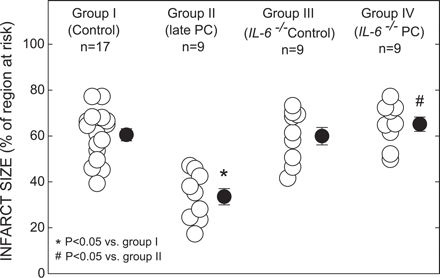 Group I Group II Group III Group IV
(Control) (late PC) (IL-6 -/- Control) (IL-6 -/- PC)
n=17 n=9 n=9 n=9
INFARCT SIZE (% of region at risk)
100
80
60
40
20
0
*
#
* P<0.05 vs. group I
# P<0.05 vs. group II